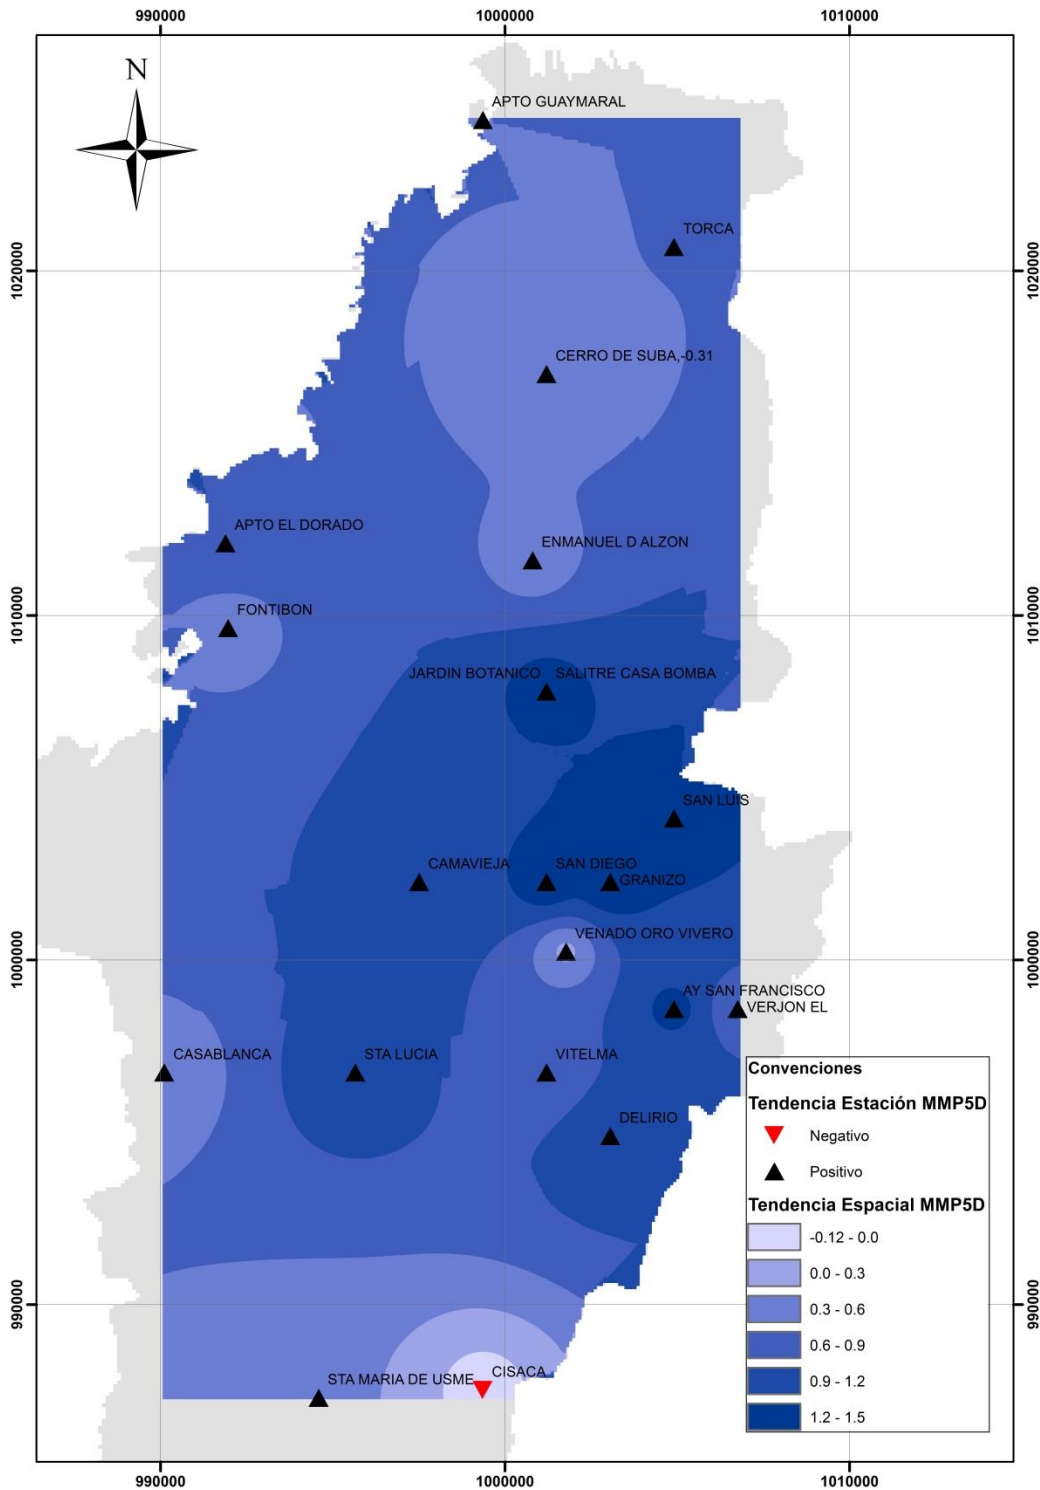 990000
1000000
1010000
N
APTO GUAYMARAL
TORCA
1020000
1020000
CERRO DE SUBA,-0.31
APTO EL DORADO
ENMANUEL D ALZON
FONTIBON
1010000
1010000
JARDIN BOTANICO
SALITRE CASA BOMBA
SAN LUIS
CAMAVIEJA
SAN DIEGO
GRANIZO
VENADO ORO VIVERO
1000000
1000000
AY SAN FRANCISCO
VERJON EL
CASABLANCA
STA LUCIA
VITELMA
DELIRIO
Convenciones
Tendencia Estación MMP5D
Negativo
Positivo
Tendencia Espacial MMP5D
-0.12 - 0.0
0.0 - 0.3
0.3 - 0.6
0.6 - 0.9
0.9 - 1.2
1.2 - 1.5
990000
990000
STA MARIA DE USME
CISACA
990000
1000000
1010000